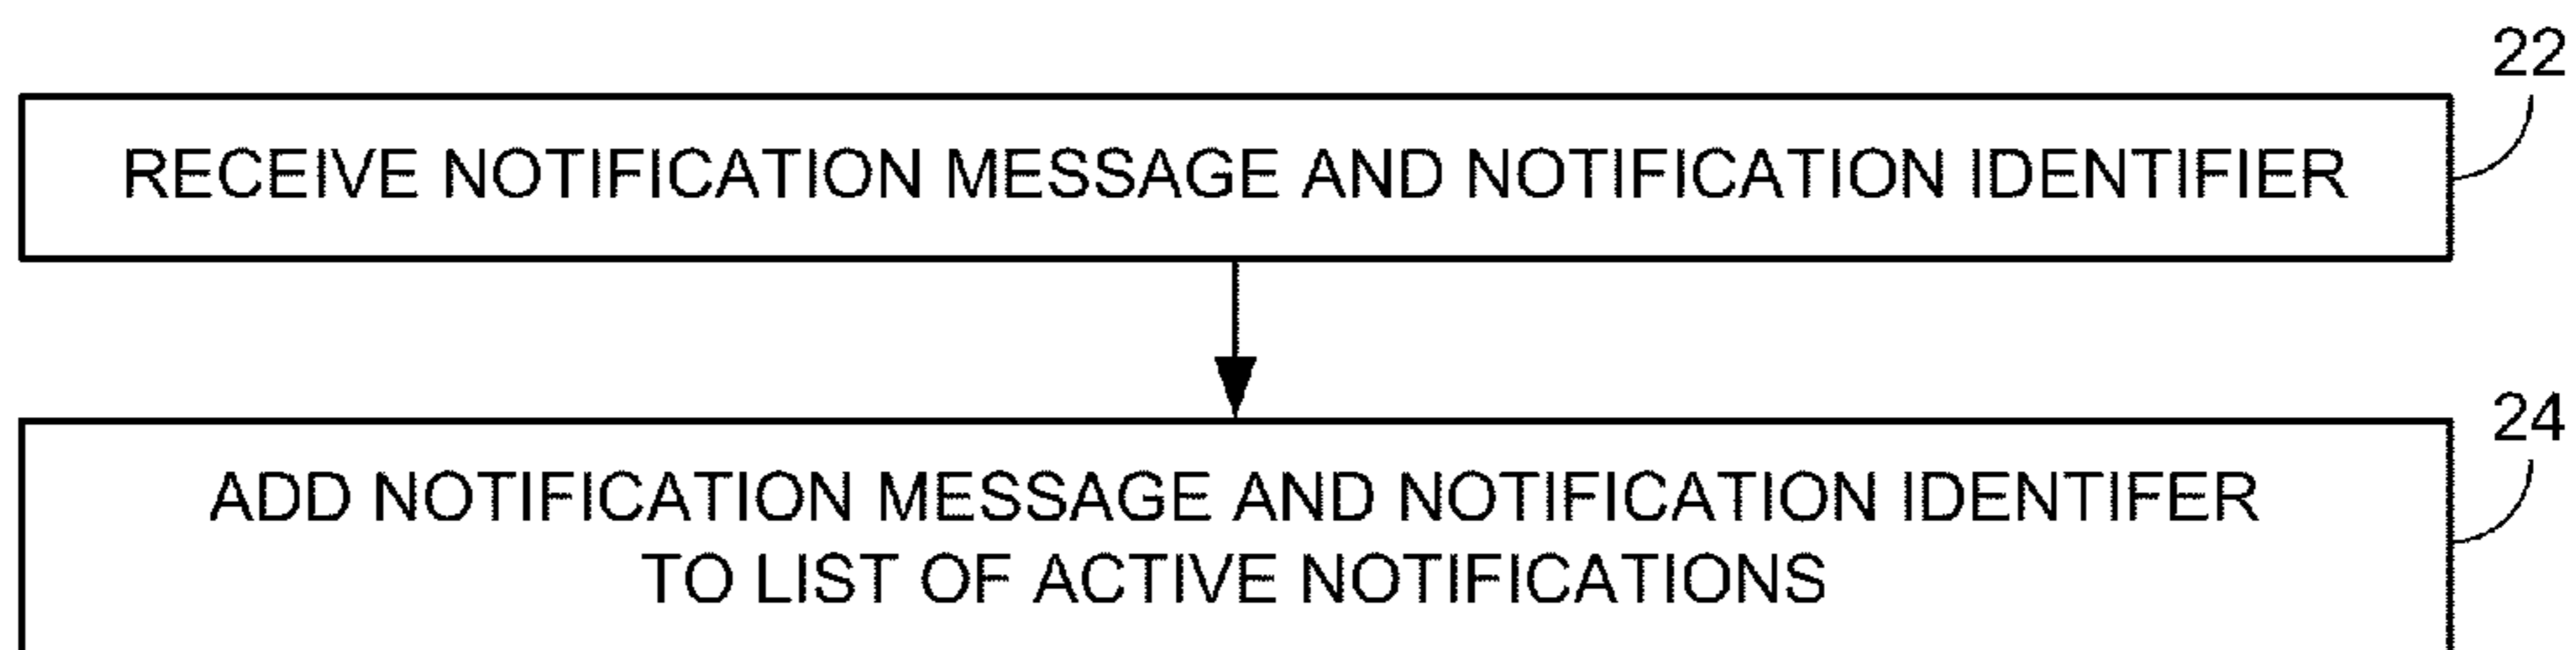 22
RECEIVE NOTIFICATION MESSAGE AND NOTIFICATION IDENTIFIER
24
ADD NOTIFICATION MESSAGE AND NOTIFICATION IDENTIFER
TO LIST OF ACTIVE NOTIFICATIONS